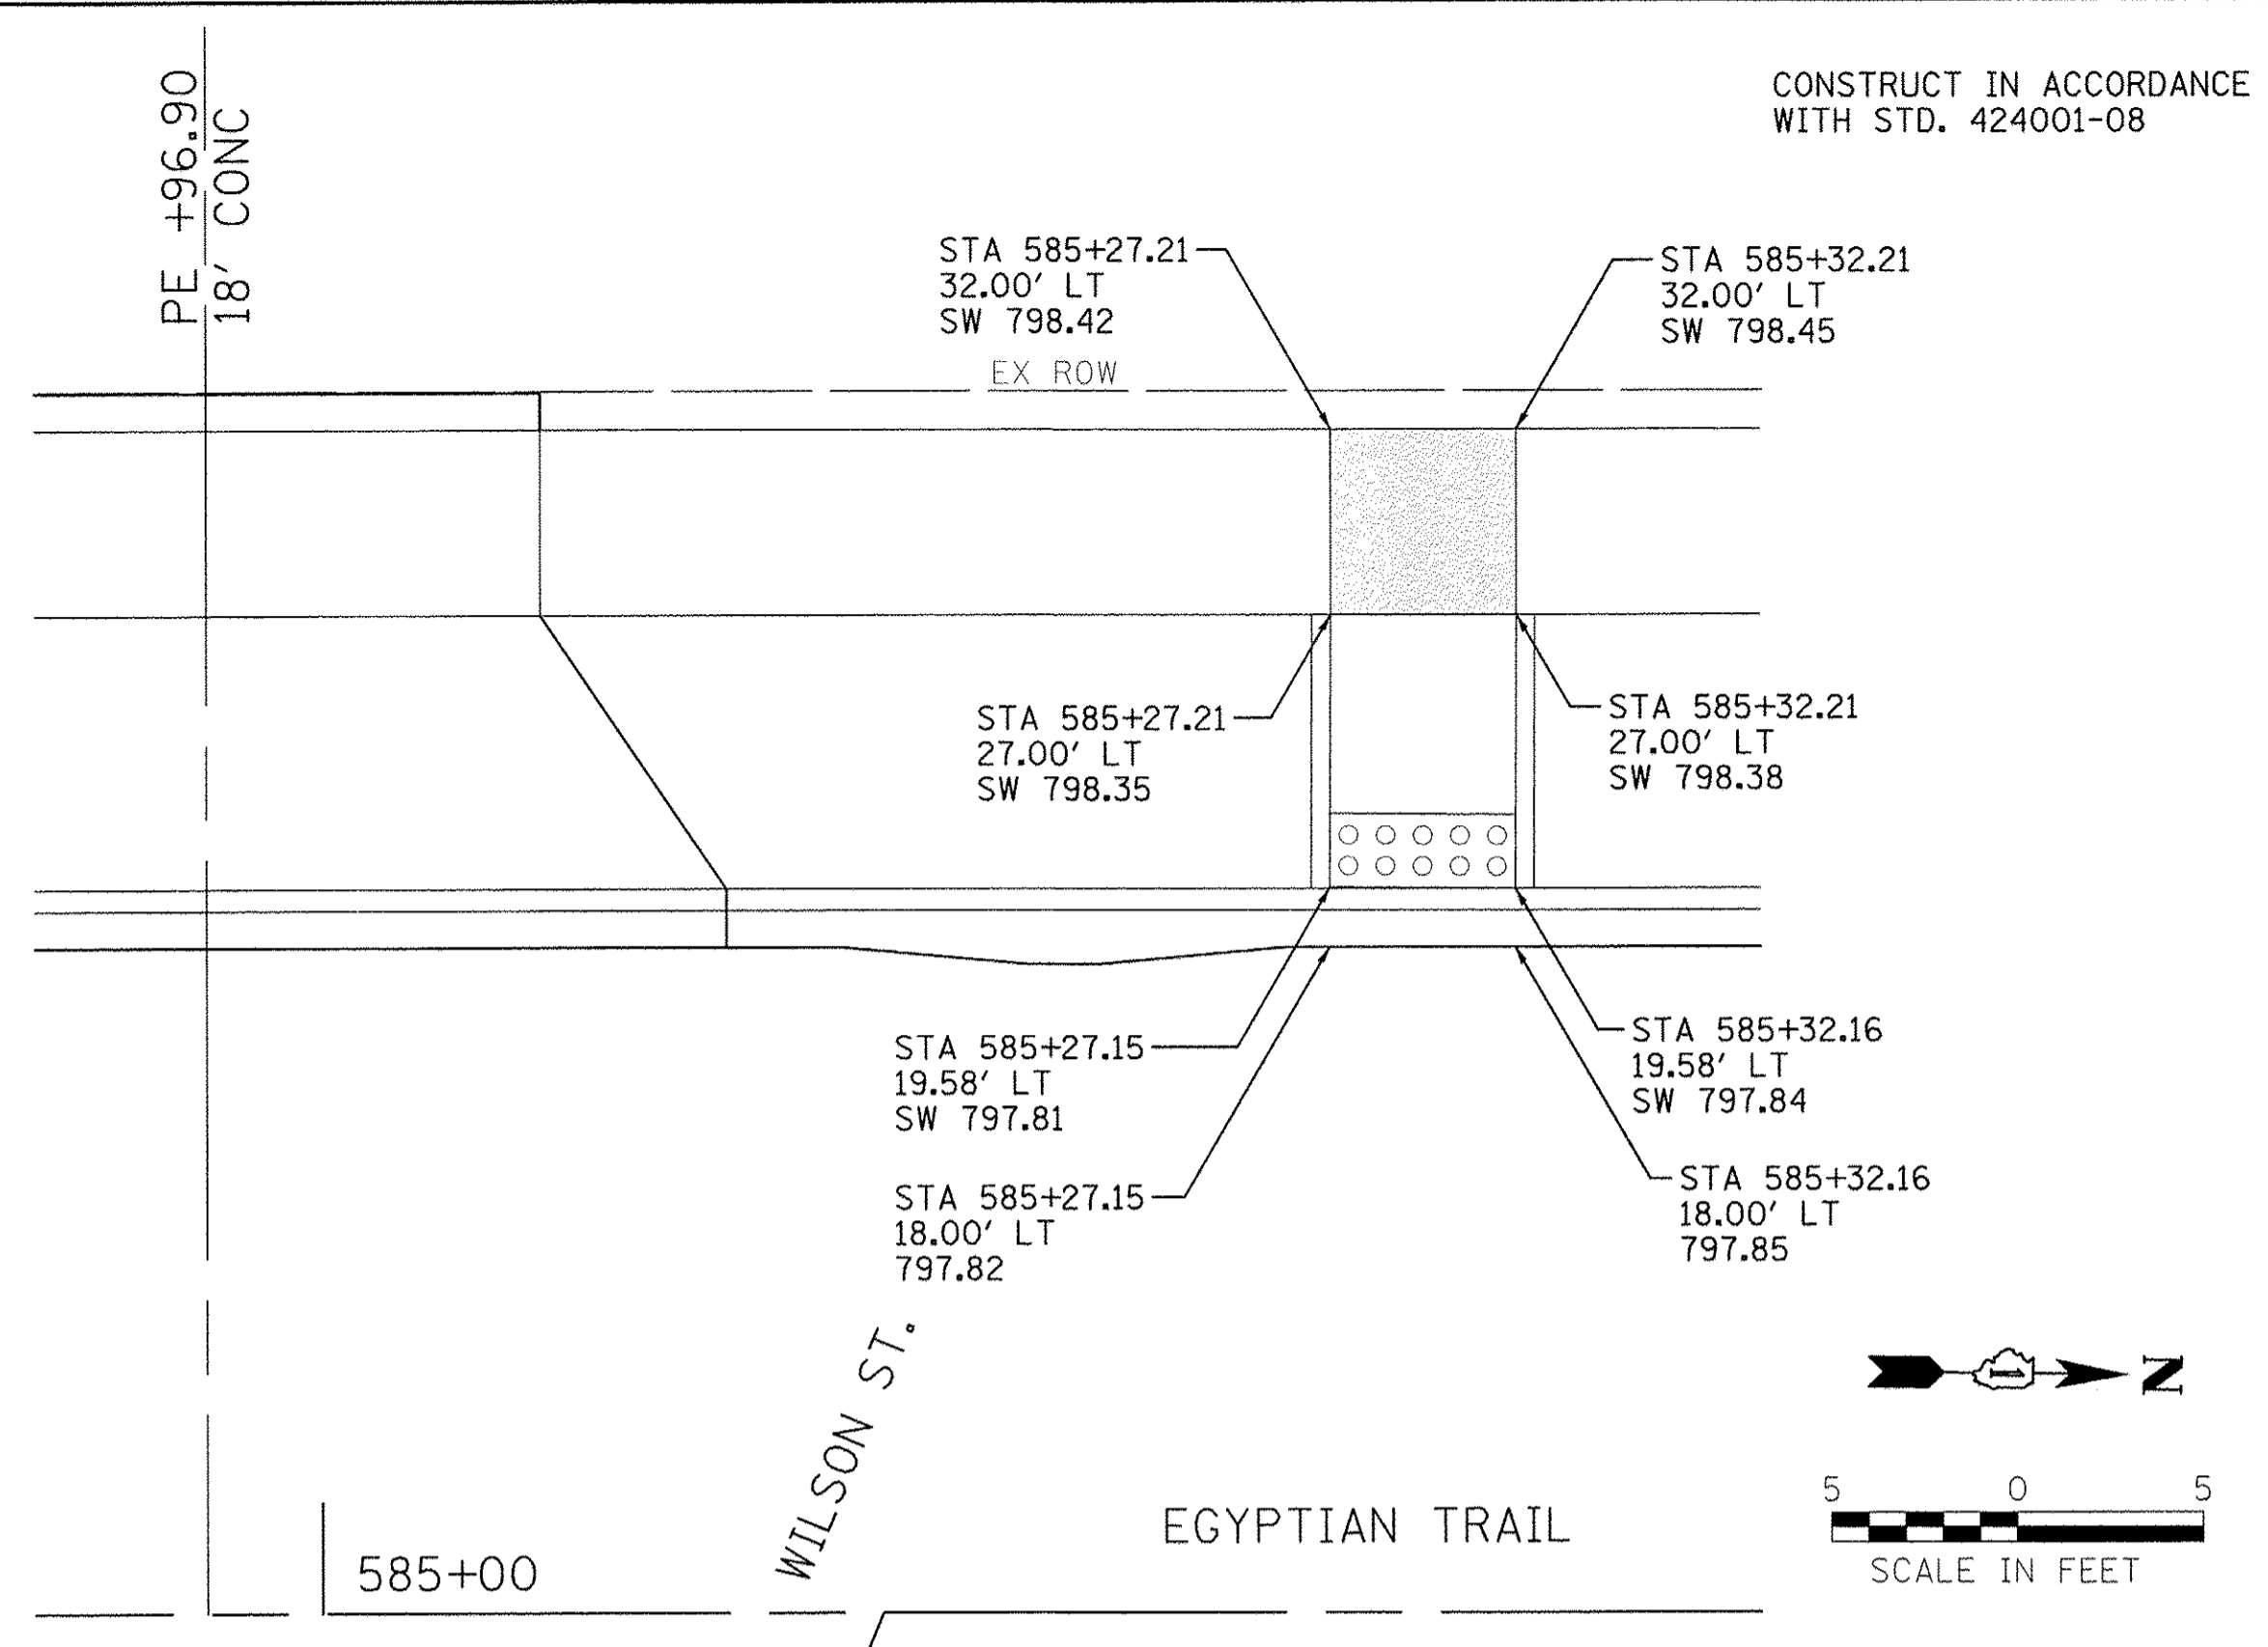 CONSTRUCT IN ACCORDANCE
WITH STD. 424001-08
PE +96.90
18' CONC
STA 585+27.21
32.00' LT
SW 798.42
STA 585+32.21
32.00' LT
SW 798.45
EX ROW
STA 585+27.21
27.00' LT
SW 798.35
STA 585+32.21
27.00' LT
SW 798.38
STA 585+27.15
19.58' LT
SW 797.81
STA 585+32.16
19.58' LT
SW 797.84
STA 585+27.15
18.00' LT
797.82
STA 585+32.16
18.00' LT
797.85
WILSON ST.
N
EGYPTIAN TRAIL
5 0 5
SCALE IN FEET
585+00